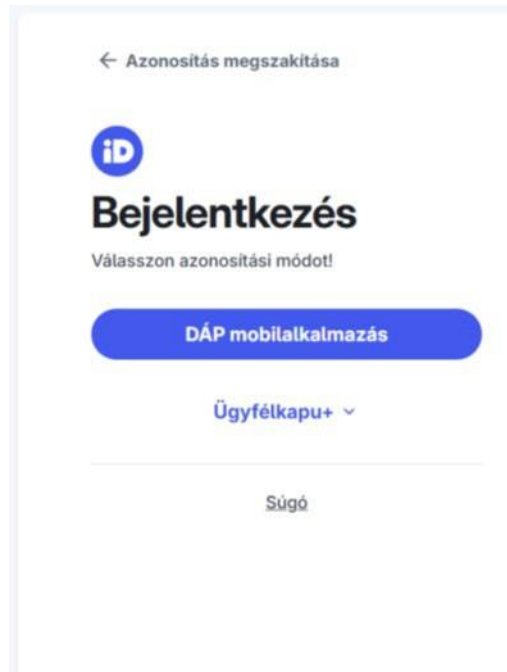 ← Azonosítás megszakítása
iD
Bejelentkezés
Válasszon azonosítási módot!
DÁP mobilalkalmazás
Ügyfélkapu+
Súgó